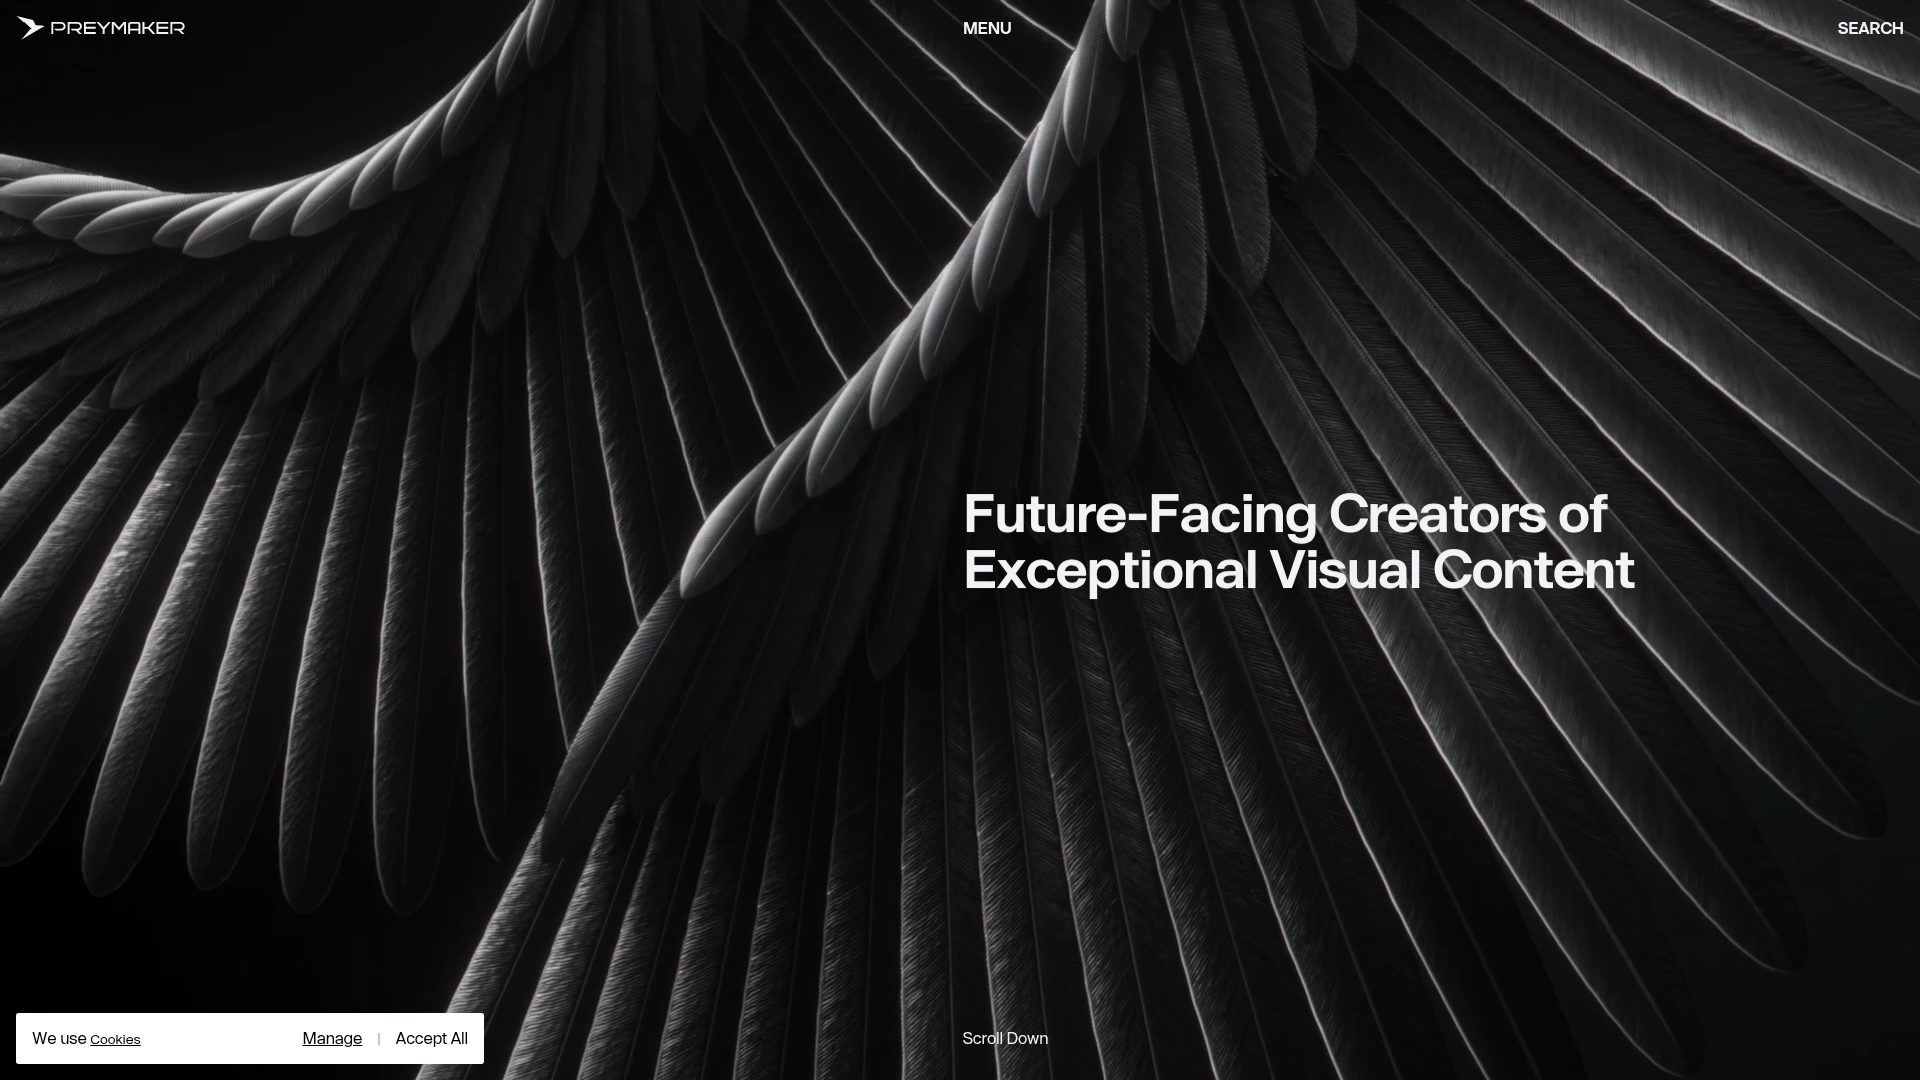 PREYMAKER
MENU
SEARCH
Future-Facing Creators of
Exceptional Visual Content
We use Cookies
Manage | Accept All
Scroll Down